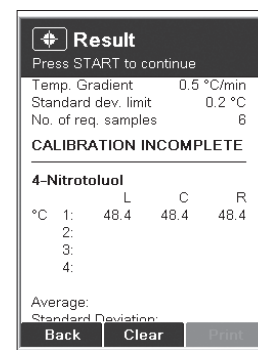 Result
Press START to continue
Temp. Gradient 0.5 °C/min
Standard dev. limit 0.2 °C
No. of req. samples 6
CALIBRATION INCOMPLETE
4-Nitrotoluol
L C R
°C 1: 48.4 48.4 48.4
2:
3:
4:
Average:
Standard Deviation:
Back Clear Print